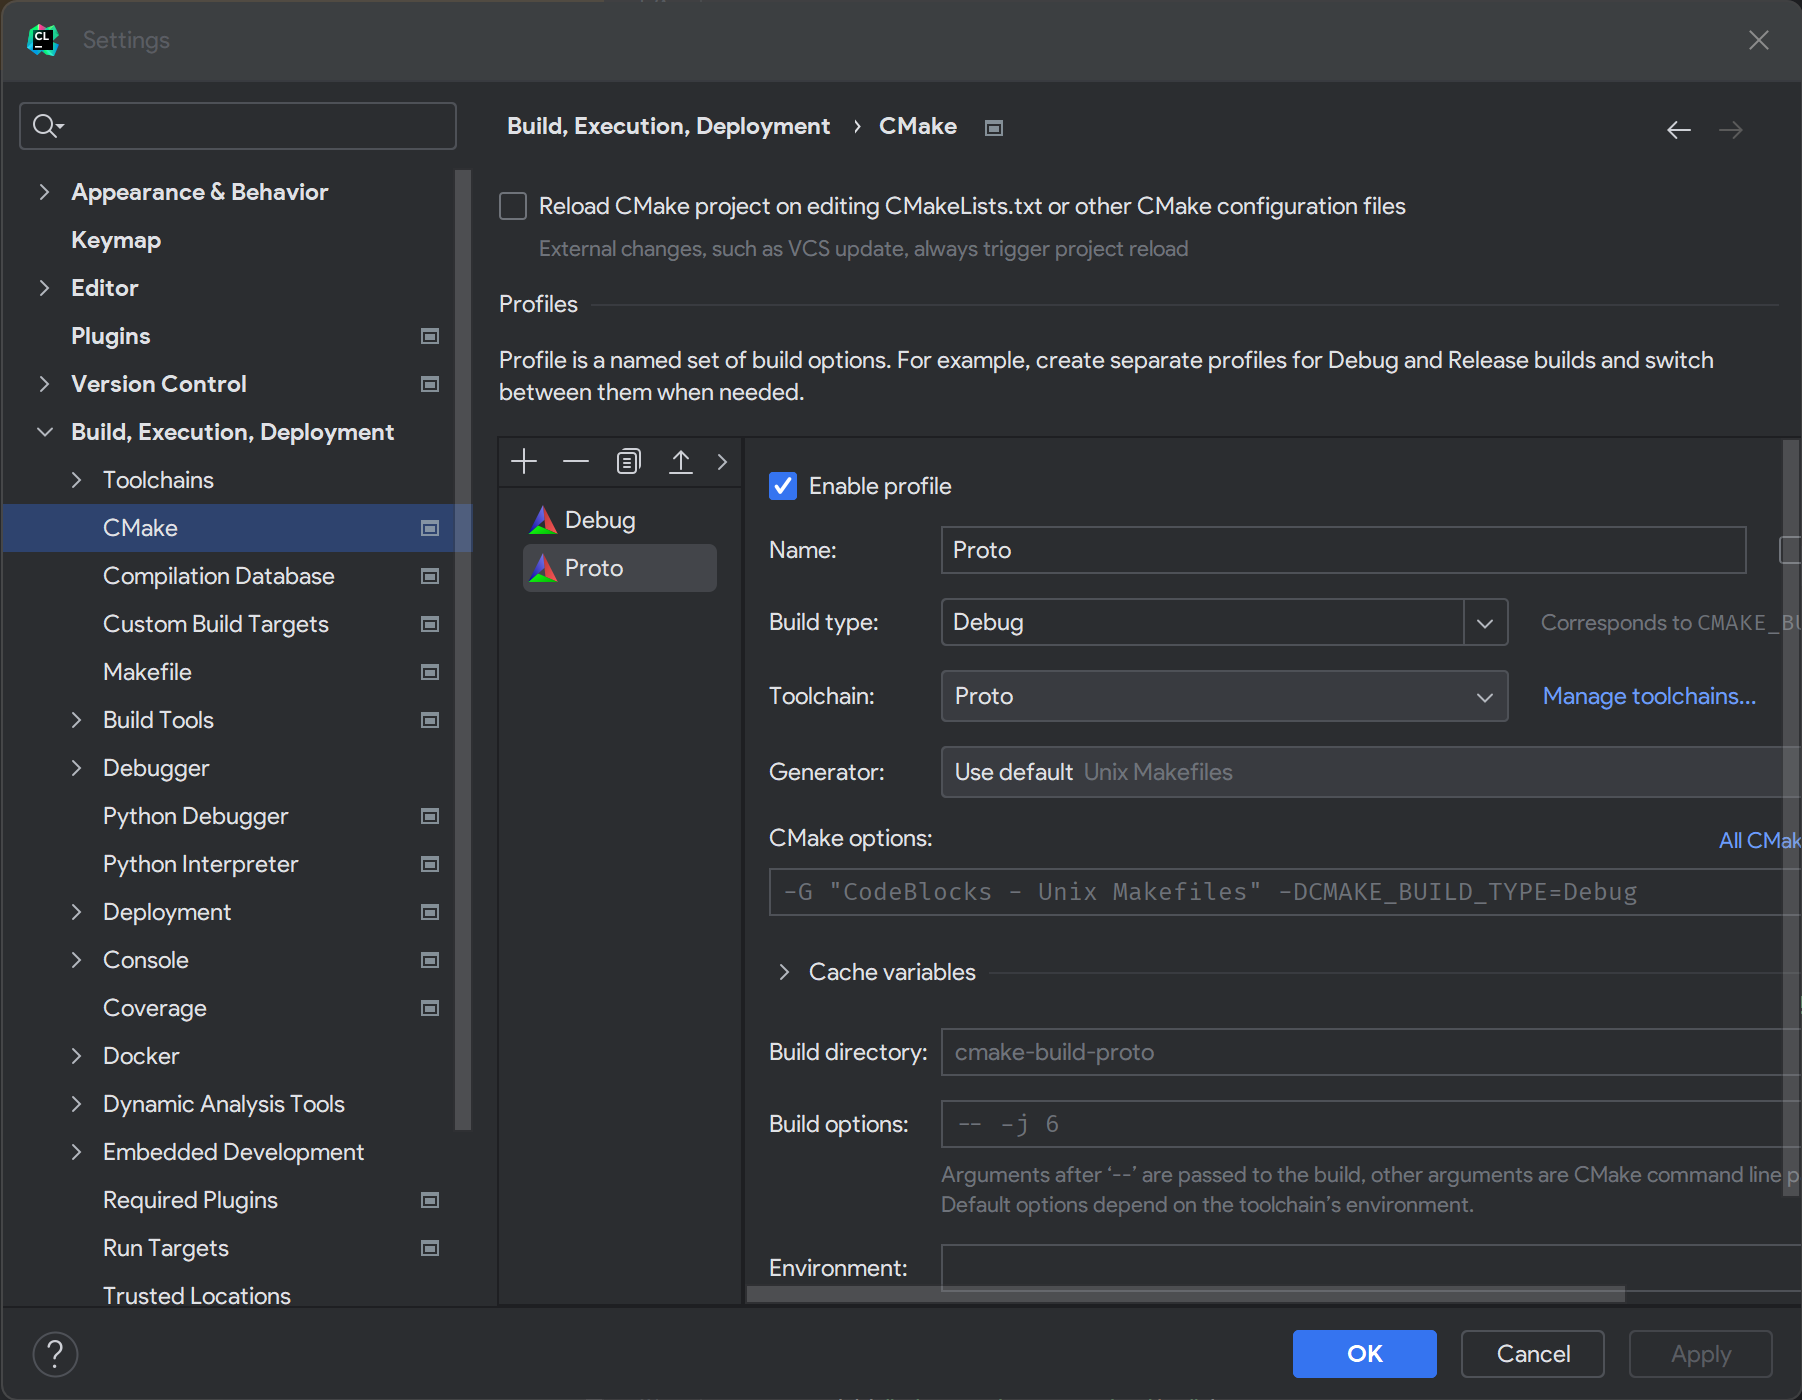 CL
Settings
Build, Execution, Deployment › CMake
Appearance & Behavior
Keymap
Editor
Plugins
Version Control
Build, Execution, Deployment
Toolchains
CMake
Compilation Database
Custom Build Targets
Makefile
Build Tools
Debugger
Python Debugger
Python Interpreter
Deployment
Console
Coverage
Docker
Dynamic Analysis Tools
Embedded Development
Required Plugins
Run Targets
Trusted Locations
Reload CMake project on editing CMakeLists.txt or other CMake configuration files
External changes, such as VCS update, always trigger project reload
Profiles
Profile is a named set of build options. For example, create separate profiles for Debug and Release builds and switch
between them when needed.
Debug
Proto
Enable profile
Name: Proto
Build type: Debug Corresponds to CMAKE_BU
Toolchain: Proto Manage toolchains...
Generator: Use default Unix Makefiles
CMake options: All CMak
-G "CodeBlocks - Unix Makefiles" -DCMAKE_BUILD_TYPE=Debug
Cache variables
Build directory: cmake-build-proto
Build options: -- -j 6
Arguments after ‘--’ are passed to the build, other arguments are CMake command line p
Default options depend on the toolchain’s environment.
Environment:
?
OK
Cancel
Apply